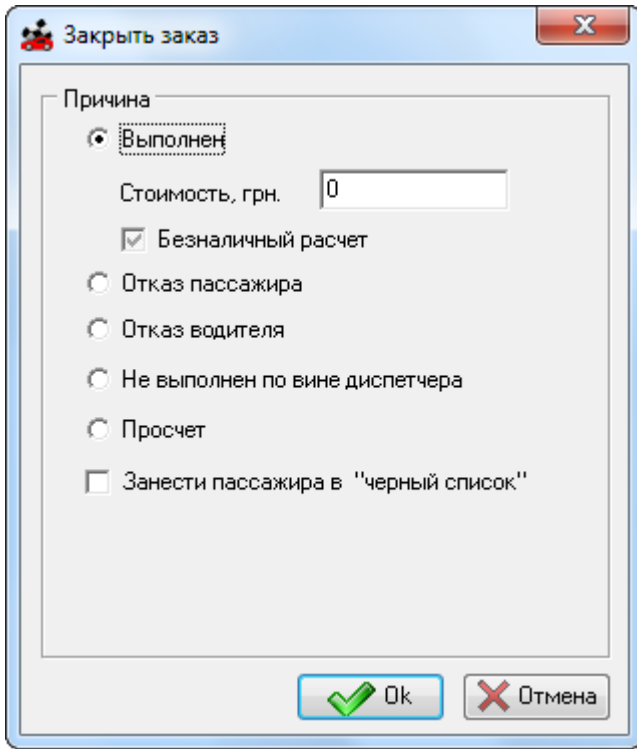 Закрыть заказ
Причина
Выполнен
Стоимость, грн. 0
Безналичный расчет
Отказ пассажира
Отказ водителя
Не выполнен по вине диспетчера
Просчет
Занести пассажира в "черный список"
Ok Отмена